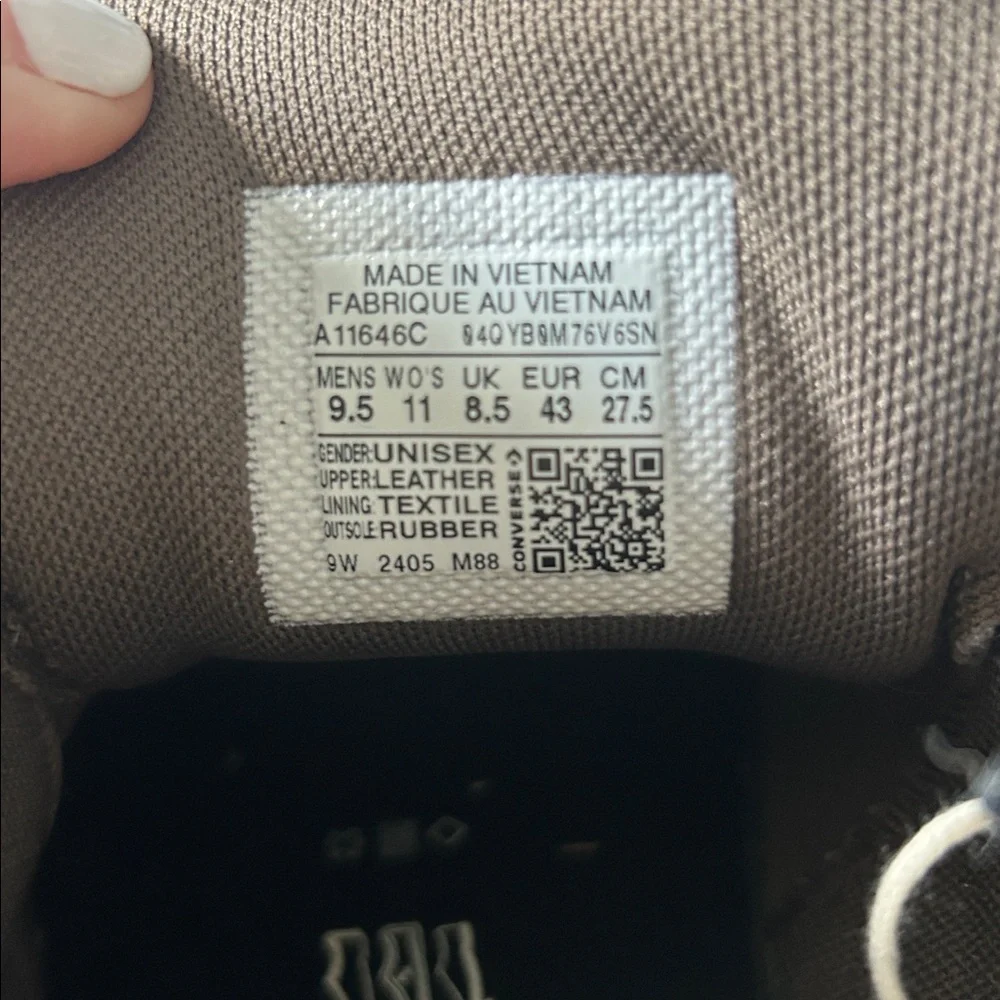 MADE IN VIETNAM
FABRIQUE AU VIETNAM
A11646C 04QYB0M76V6SN
MENS WO'S UK EUR CM
9.5 11 8.5 43 27.5
GENDER:UNISEX
UPPER:LEATHER
LINING:TEXTILE
OUTSOLE:RUBBER
9W 2405 M88
CONVERSE